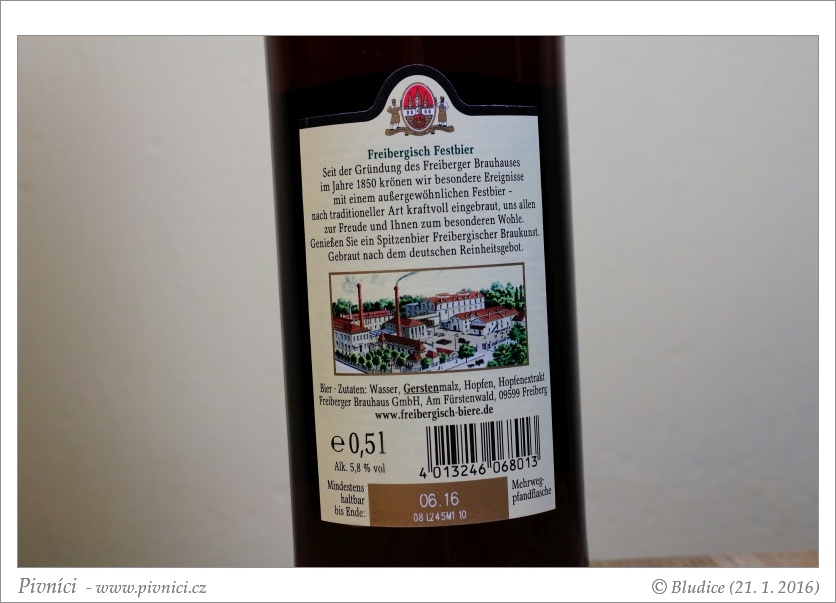 Freibergisch Festbier
Seit der Gründung des Freiberger Brauhauses
im Jahre 1850 krönen wir besondere Ereignisse
mit einem außergewöhnlichen Festbier –
nach traditioneller Art kraftvoll eingebraut, uns allen
zur Freude und Ihnen zum besonderen Wohle.
Genießen Sie ein Spitzenbier Freibergischer Braukunst.
Gebraut nach dem deutschen Reinheitsgebot.
Bier · Zutaten: Wasser, Gerstenmalz, Hopfen, Hopfenextrakt
Freiberger Brauhaus GmbH, Am Fürstenwald, 09599 Freiberg
www.freibergisch-biere.de
℮ 0,5l
Alk. 5,8 % vol
4 013246 068013
Mindestens
haltbar
bis Ende:
06.16
08 L245M1 10
Mehrweg-
pfandflasche
Pivníci - www.pivnici.cz
© Bludice (21. 1. 2016)